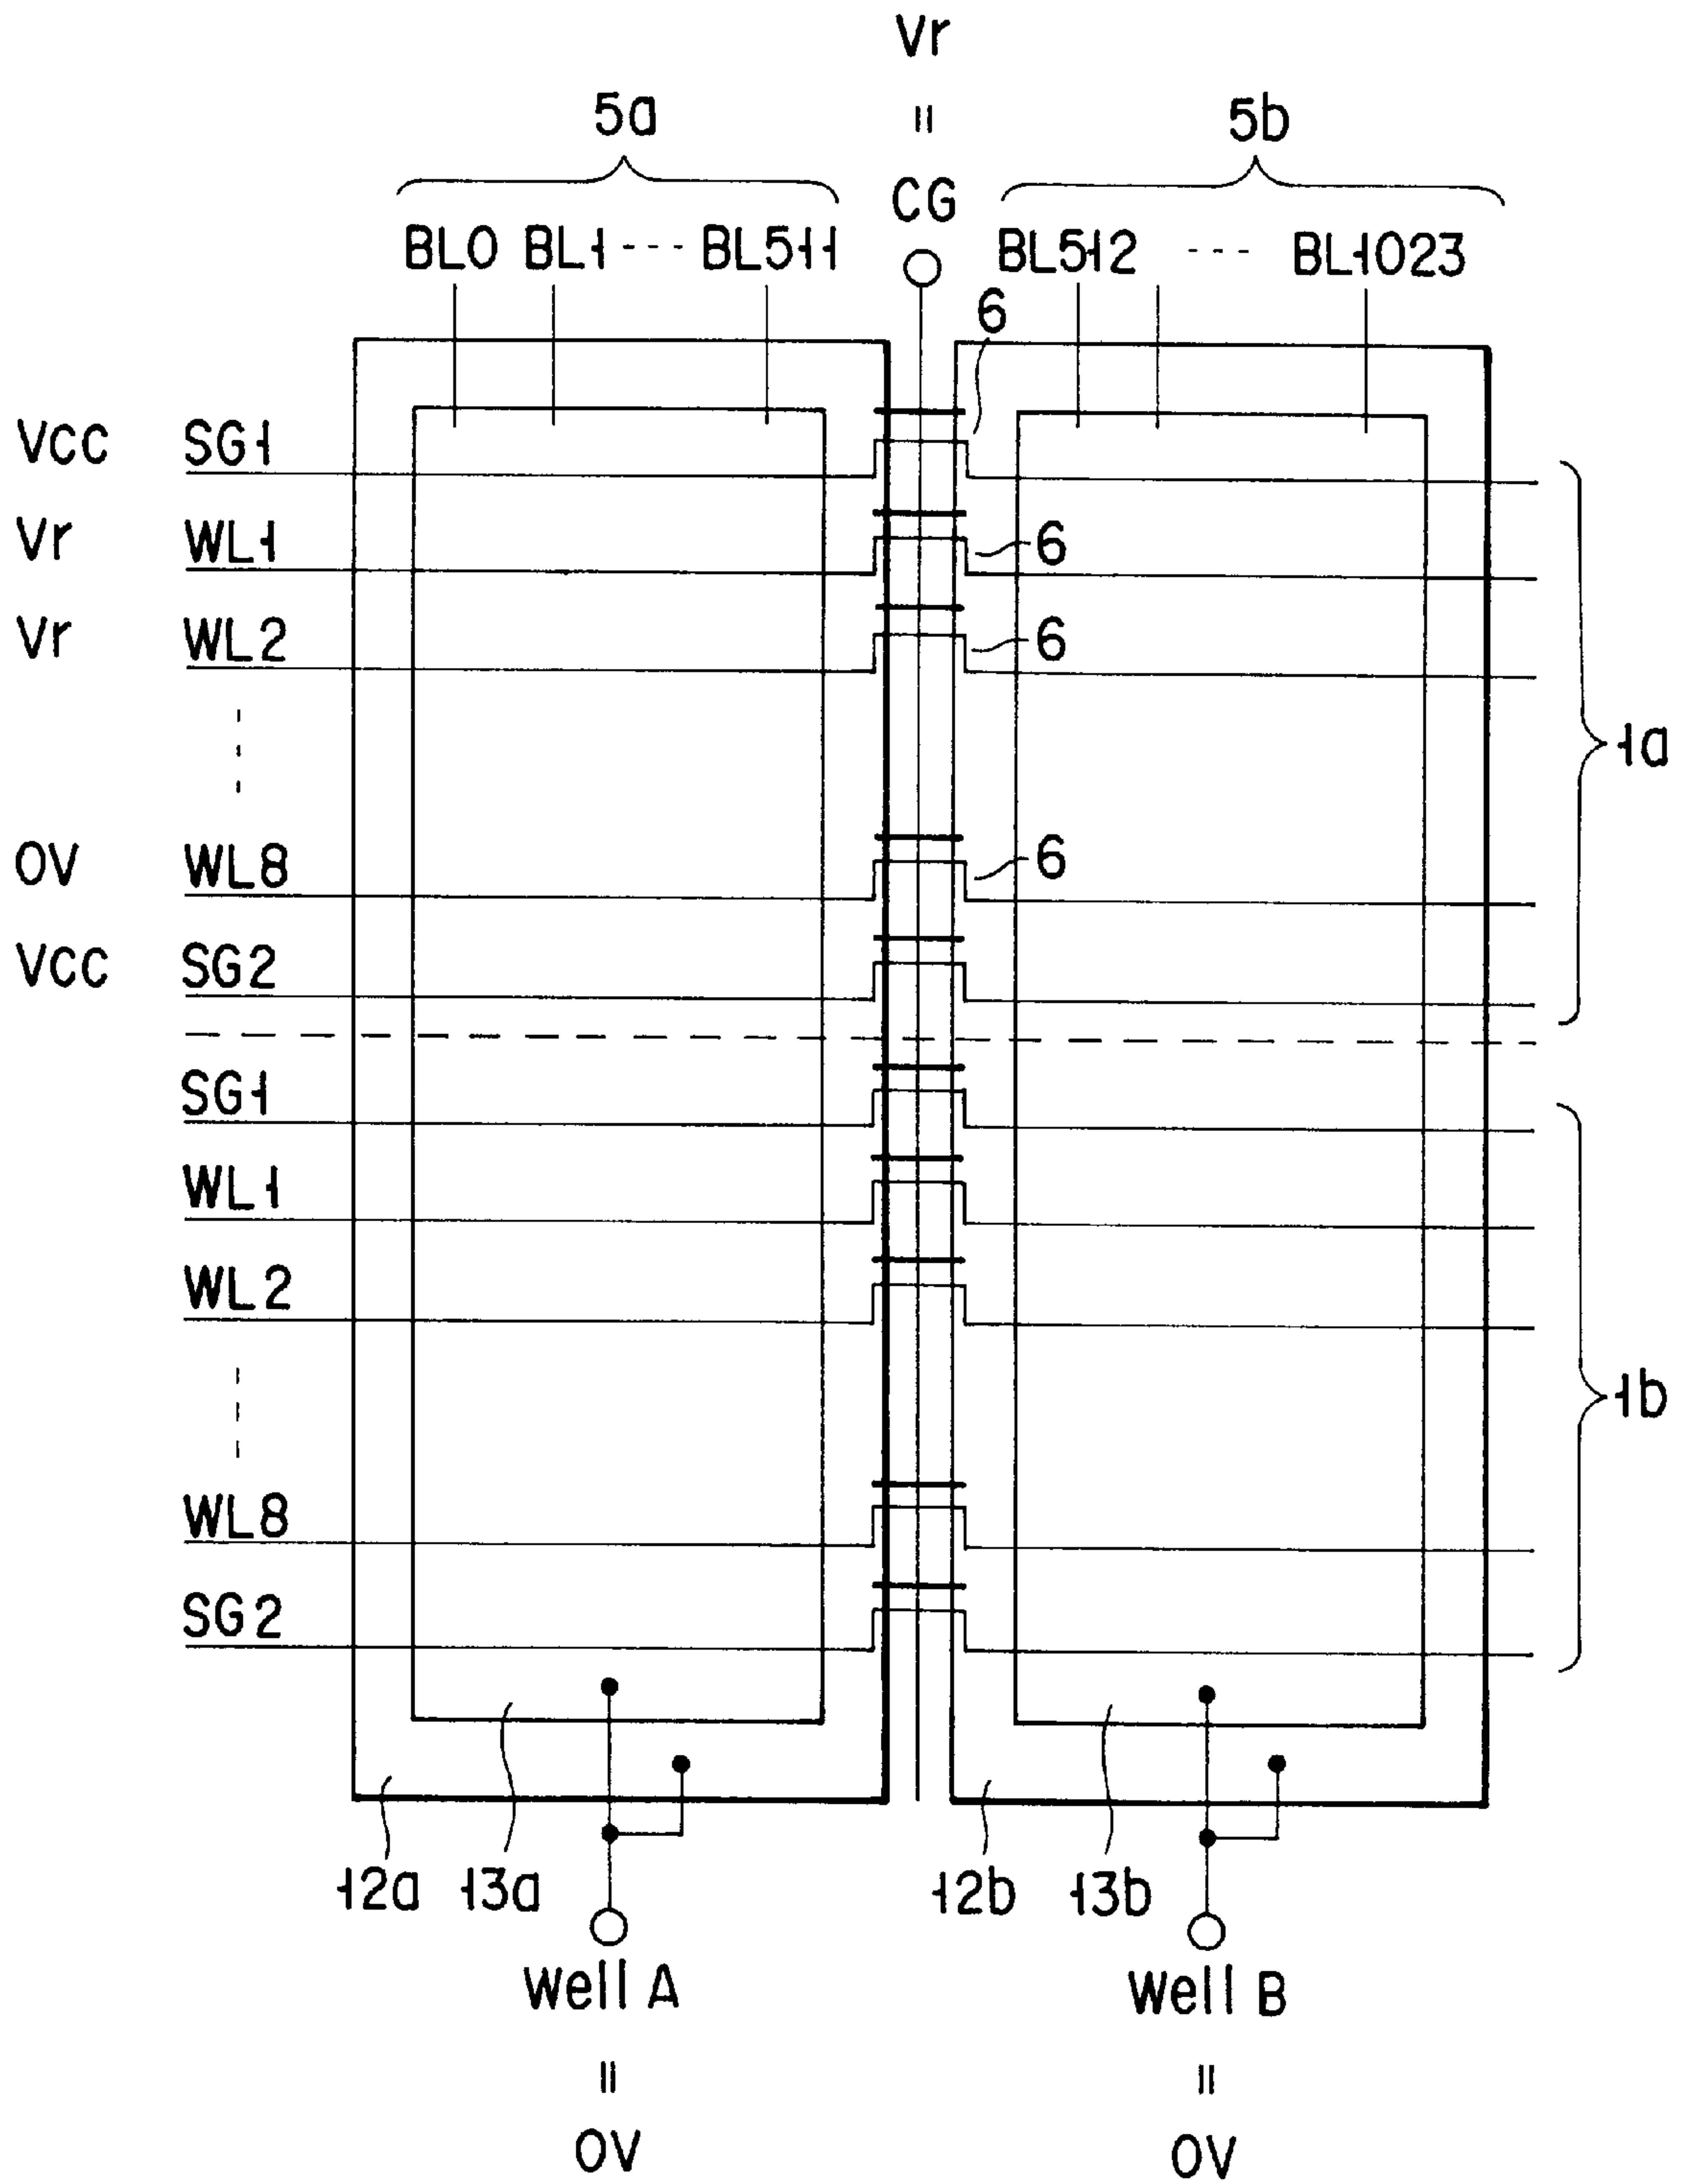 Vr
=
5a
5b
CG
BL0 BL1 --- BL511
BL512 --- BL1023
6
VCC SG1
Vr WL1 6
Vr WL2 6
1a
0V WL8 6
VCC SG2
SG1
WL1
WL2
1b
WL8
SG2
12a 13a 12b 13b
Well A Well B
= =
0V 0V